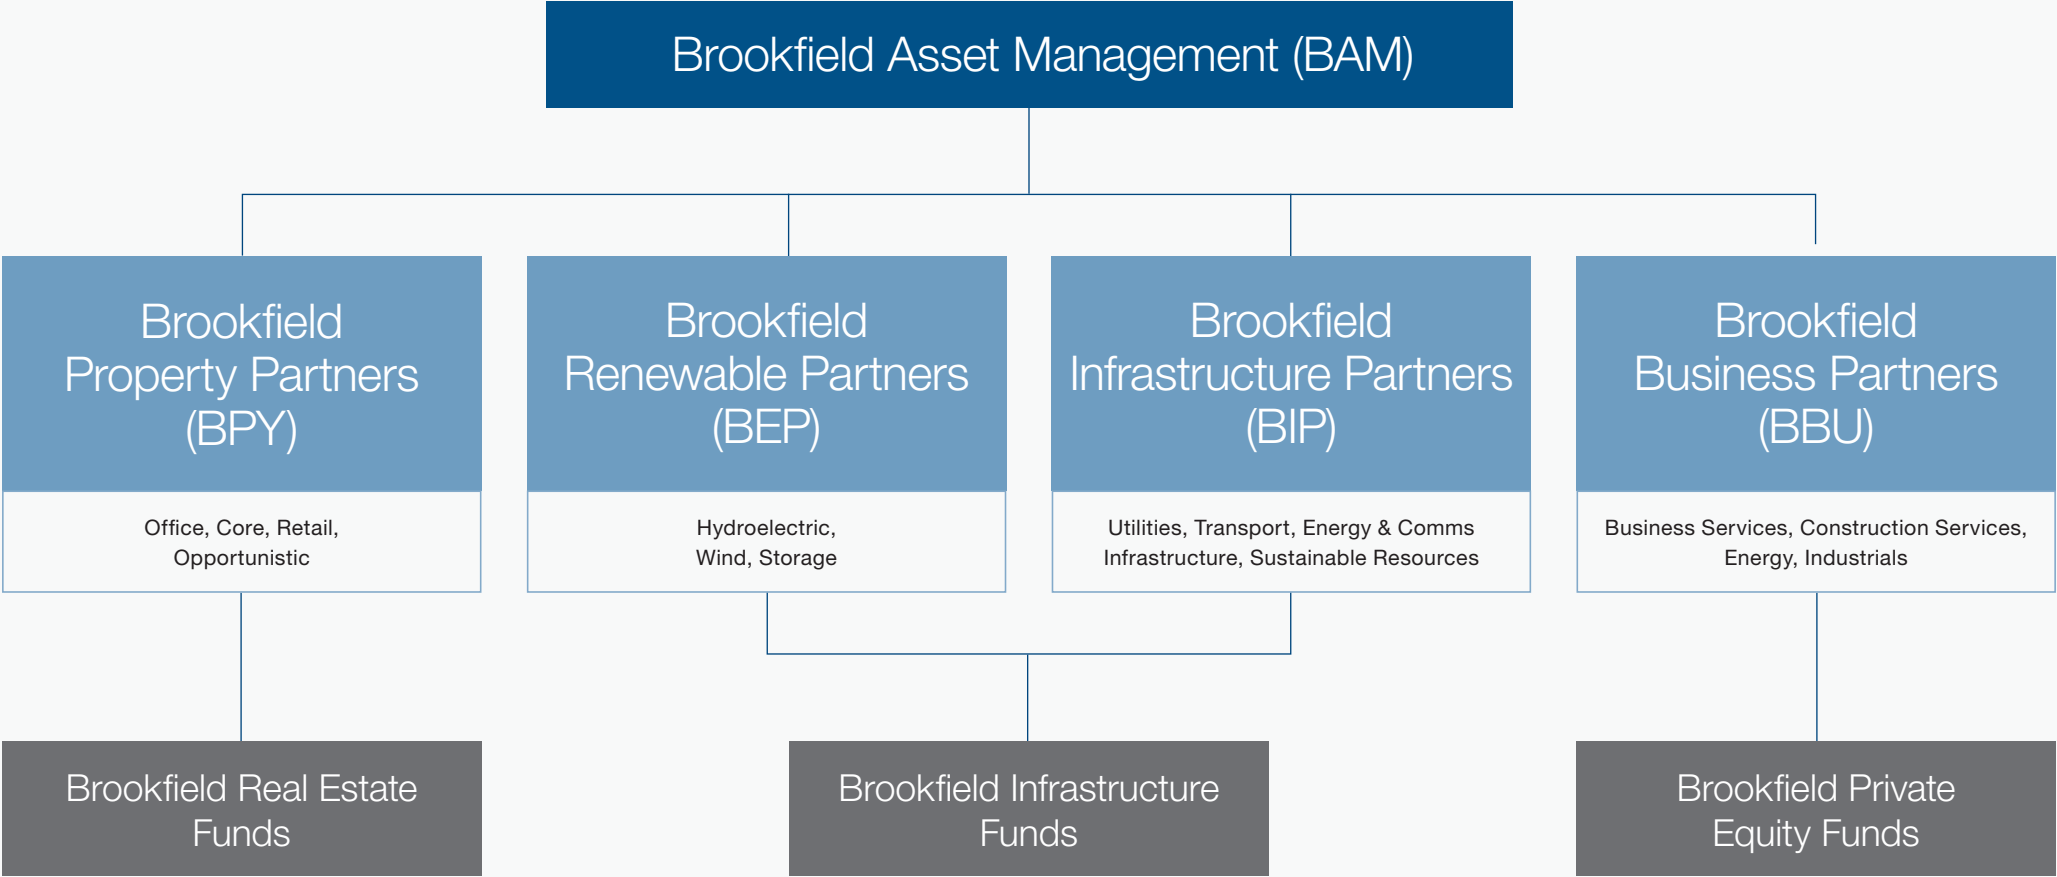 Brookfield Asset Management (BAM)
Brookfield
Property Partners
(BPY)
Office, Core, Retail,
Opportunistic
Brookfield
Renewable Partners
(BEP)
Hydroelectric,
Wind, Storage
Brookfield
Infrastructure Partners
(BIP)
Utilities, Transport, Energy & Comms
Infrastructure, Sustainable Resources
Brookfield
Business Partners
(BBU)
Business Services, Construction Services,
Energy, Industrials
Brookfield Real Estate
Funds
Brookfield Infrastructure
Funds
Brookfield Private
Equity Funds